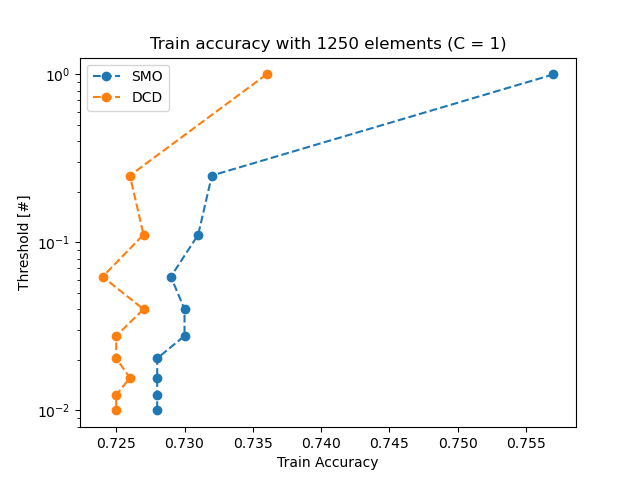 Train accuracy with 1250 elements (C = 1)
SMO
DCD
Threshold [#]
10⁰
10⁻¹
10⁻²
0.725 0.730 0.735 0.740 0.745 0.750 0.755
Train Accuracy